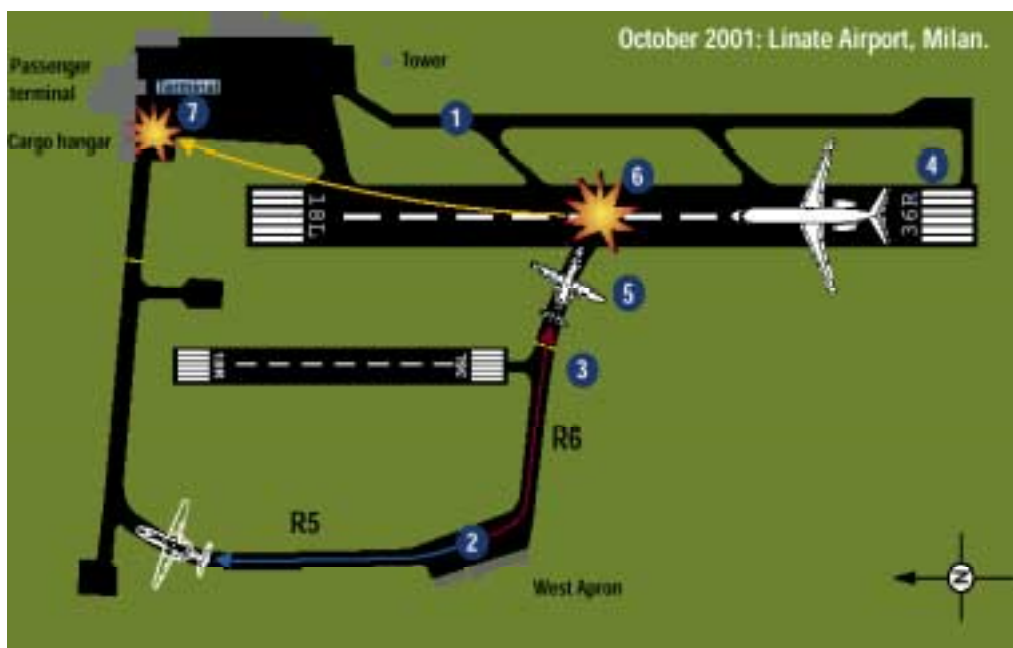 October 2001: Linate Airport, Milan.
Passenger
terminal
Tower
Terminal
7
1
Cargo hangar
6
4
18L
36R
5
3
R6
R5
2
West Apron
N